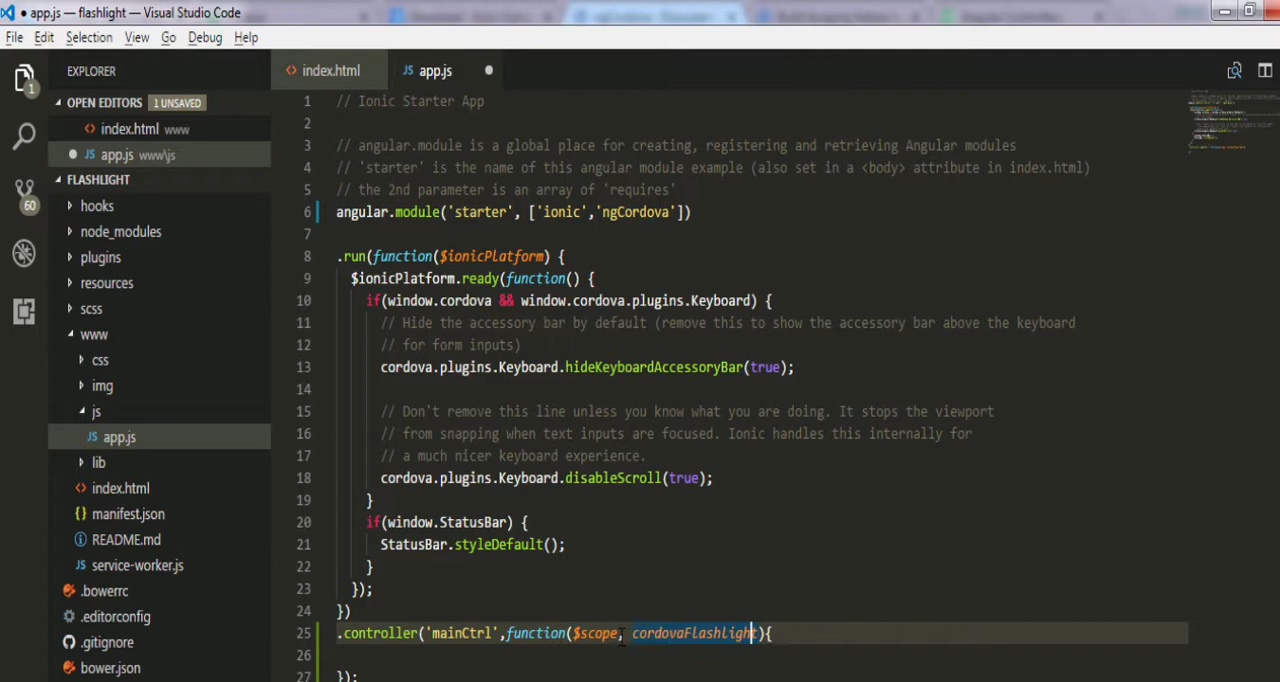 app.js — flashlight — Visual Studio Code
File Edit Selection View Go Debug Help
EXPLORER
OPEN EDITORS 1 UNSAVED
index.html www
app.js www\js
FLASHLIGHT
hooks
node_modules
plugins
resources
scss
www
css
img
js
app.js
lib
index.html
manifest.json
README.md
service-worker.js
.bowerrc
.editorconfig
.gitignore
bower.json
1
60
index.html app.js
1 // Ionic Starter App
2
3 // angular.module is a global place for creating, registering and retrieving Angular modules
4 // 'starter' is the name of this angular module example (also set in a <body> attribute in index.html)
5 // the 2nd parameter is an array of 'requires'
6 angular.module('starter', ['ionic','ngCordova'])
7
8 .run(function($ionicPlatform) {
9 $ionicPlatform.ready(function() {
10 if(window.cordova && window.cordova.plugins.Keyboard) {
11 // Hide the accessory bar by default (remove this to show the accessory bar above the keyboard
12 // for form inputs)
13 cordova.plugins.Keyboard.hideKeyboardAccessoryBar(true);
14
15 // Don't remove this line unless you know what you are doing. It stops the viewport
16 // from snapping when text inputs are focused. Ionic handles this internally for
17 // a much nicer keyboard experience.
18 cordova.plugins.Keyboard.disableScroll(true);
19 }
20 if(window.StatusBar) {
21 StatusBar.styleDefault();
22 }
23 });
24 })
25 .controller('mainCtrl',function($scope, cordovaFlashlight){
26
27 });